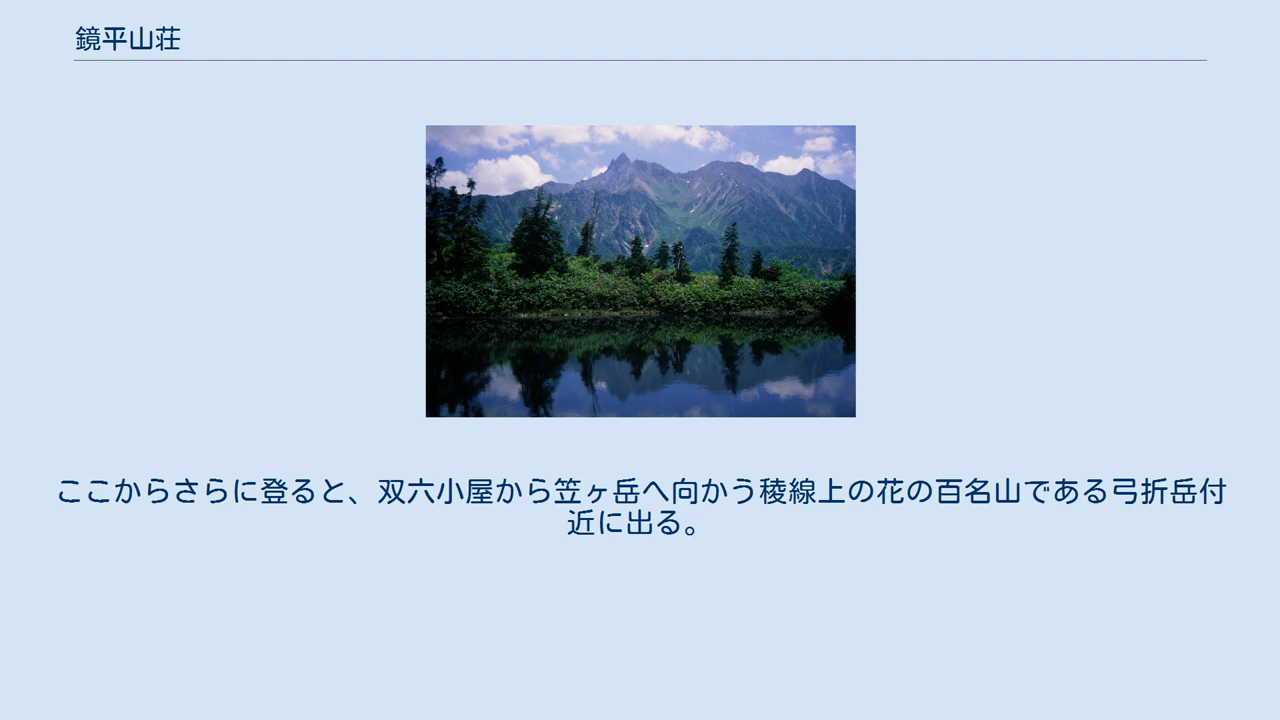 鏡平山荘
ここからさらに登ると、双六小屋から笠ヶ岳へ向かう稜線上の花の百名山である弓折岳付
近に出る。